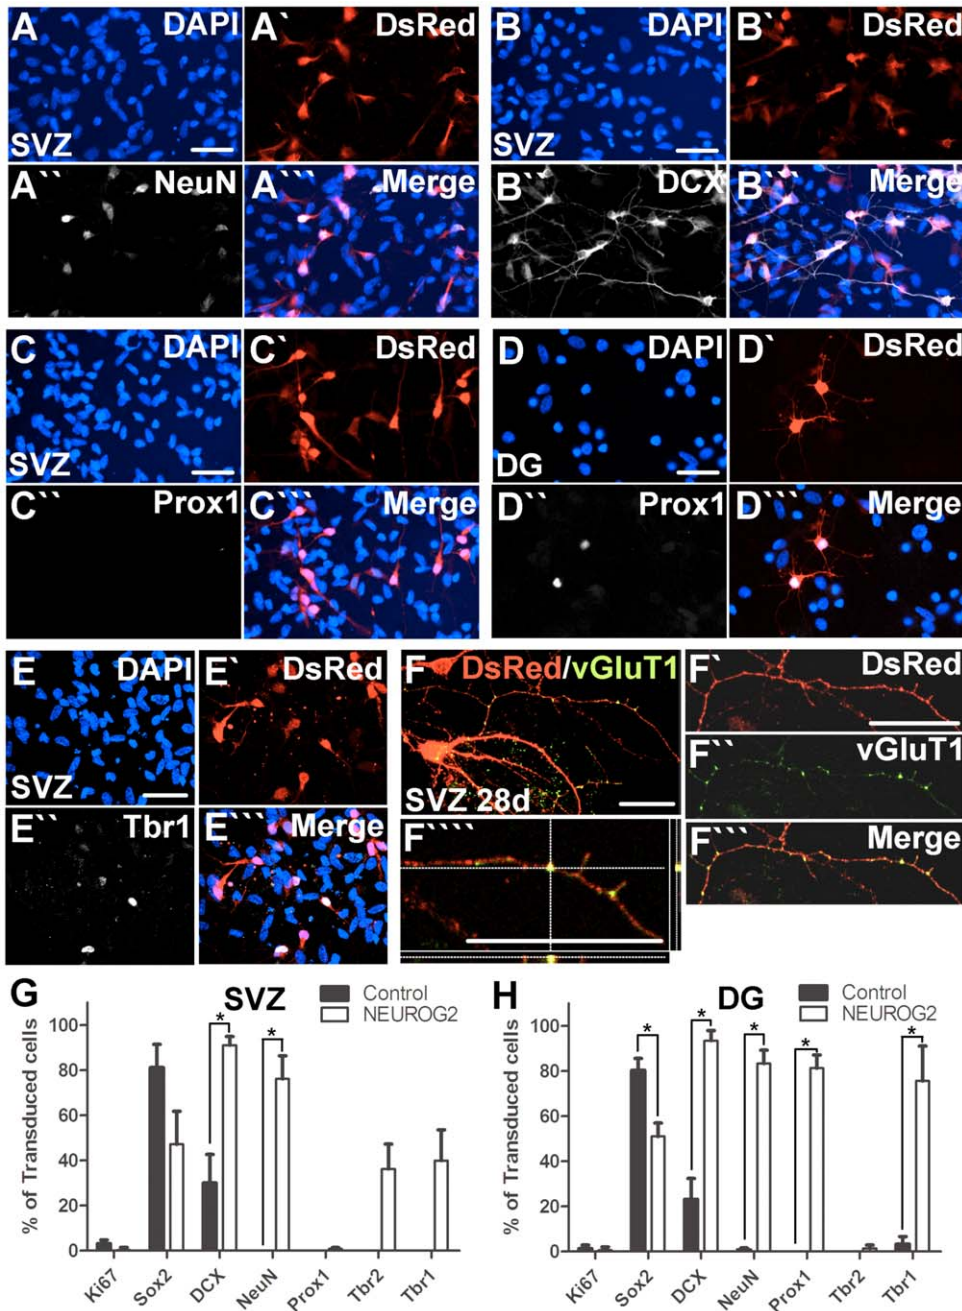 A DAPI A` DsRed B DAPI B` DsRed
SVZ SVZ
A`` NeuN A``` Merge B`` DCX B``` Merge
C DAPI C` DsRed D DAPI D` DsRed
SVZ DG
C`` Prox1 C``` Merge D`` Prox1 D``` Merge
E DAPI E` DsRed F DsRed/vGluT1 F` DsRed
SVZ SVZ 28d F`` vGluT1
E`` Tbr1 E``` Merge F```` F``` Merge
G SVZ
Control
NEUROG2
% of Transduced cells
100
80
60
40
20
0
* *
Ki67 Sox2 DCX NeuN Prox1 Tbr2 Tbr1
H DG
Control
NEUROG2
% of Transduced cells
100
80
60
40
20
0
* * * * *
Ki67 Sox2 DCX NeuN Prox1 Tbr2 Tbr1